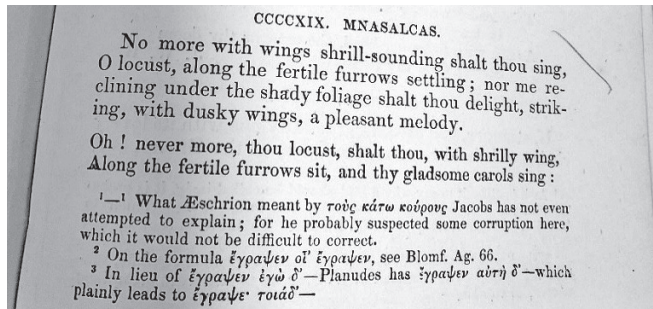 CCCCXIX. MNASALCAS.
No more with wings shrill-sounding shalt thou sing,
O locust, along the fertile furrows settling; nor me re-
clining under the shady foliage shalt thou delight, strik-
ing, with dusky wings, a pleasant melody.
Oh! never more, thou locust, shalt thou, with shrilly wing,
Along the fertile furrows sit, and thy gladsome carols sing:
¹—¹ What Æschrion meant by τοὺς κάτω κούρους Jacobs has not even
attempted to explain; for he probably suspected some corruption here,
which it would not be difficult to correct.
² On the formula ἔγραψεν οἷ' ἔγραψεν, see Blomf. Ag. 66.
³ In lieu of ἔγραψεν ἐγὼ δ'—Planudes has ἔγραψεν αὐτὴ δ'—which
plainly leads to ἔγραψε· τοιάδ'—